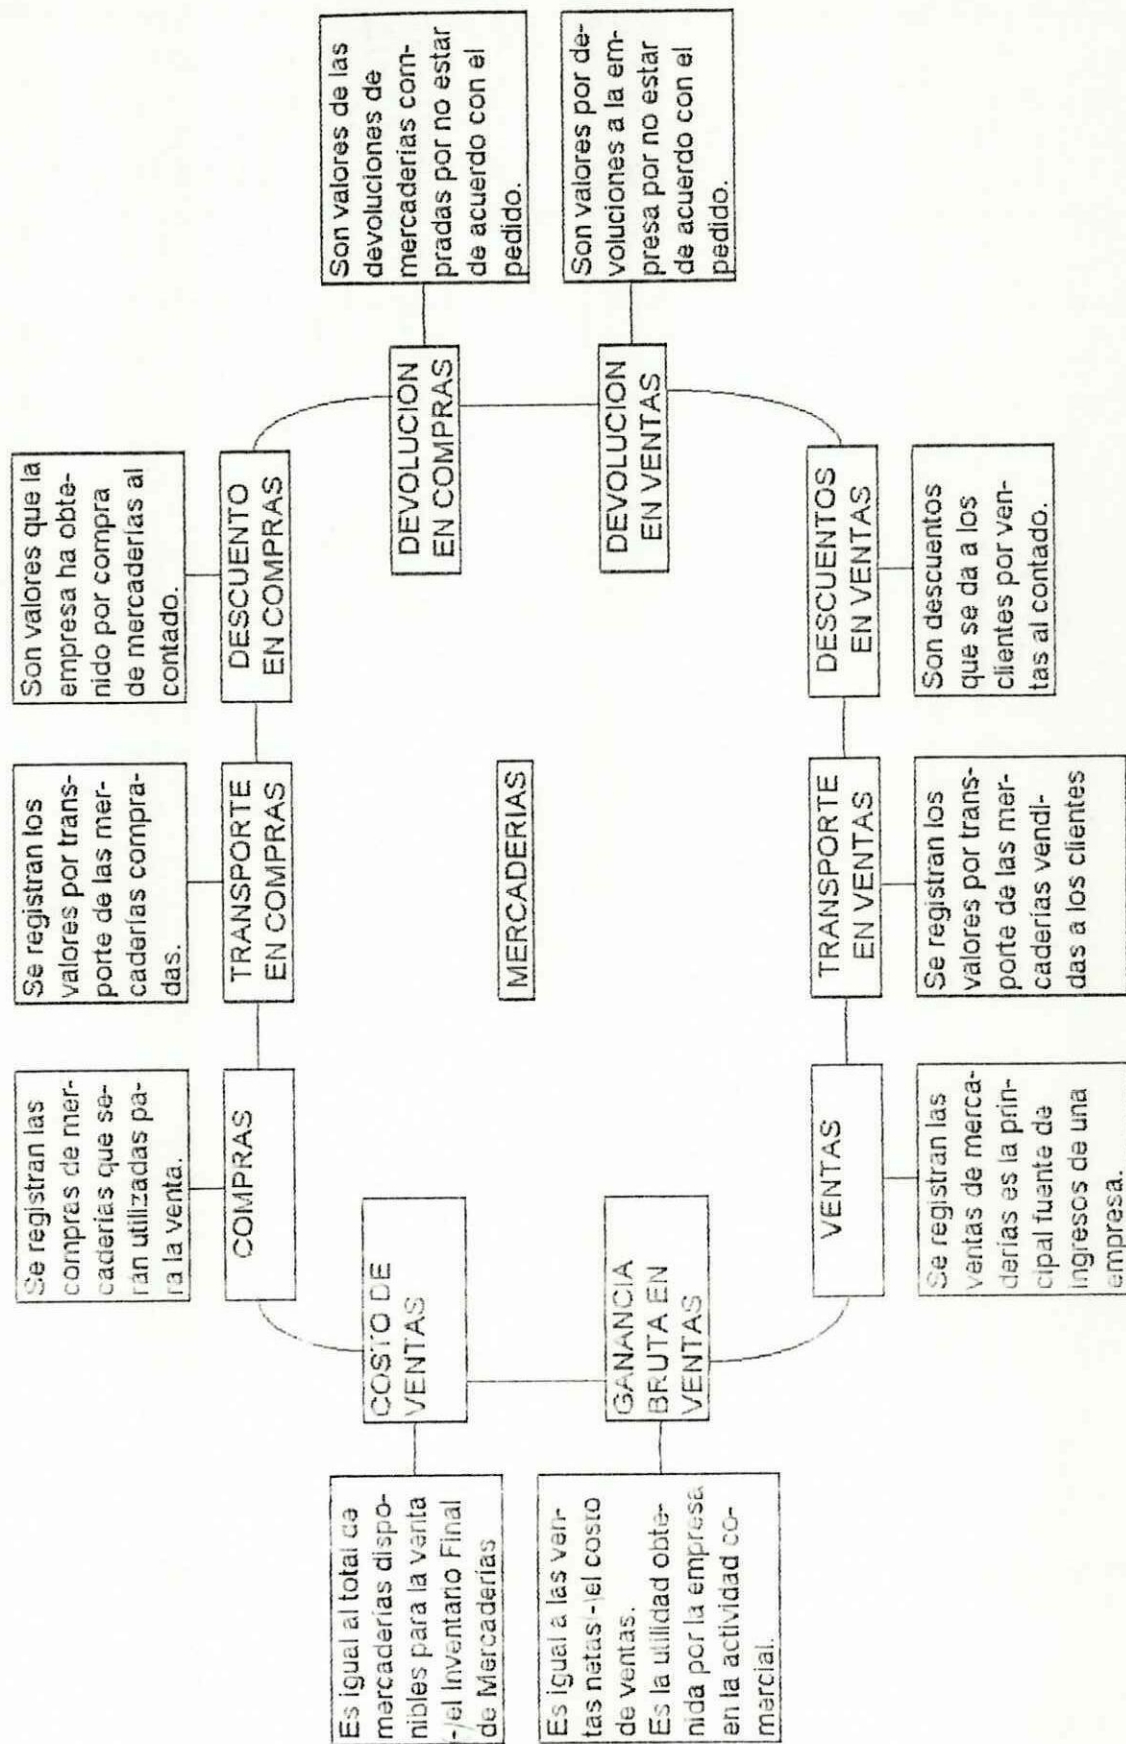 Se registran las
compras de mer-
caderías que se-
rán utilizadas pa-
ra la venta.
Se registran los
valores por trans-
porte de las mer-
caderías compra-
das.
Son valores que la
empresa ha obte-
nido por compra
de mercaderías al
contado.
COMPRAS
TRANSPORTE
EN COMPRAS
DESCUENTO
EN COMPRAS
Es igual al total de
mercaderías dispo-
nibles para la venta
(-)el Inventario Final
de Mercaderías
COSTO DE
VENTAS
DEVOLUCION
EN COMPRAS
Son valores de las
devoluciones de
mercaderías com-
pradas por no estar
de acuerdo con el
pedido.
MERCADERIAS
Es igual a las ven-
tas netas(-)el costo
de ventas.
Es la utilidad obte-
nida por la empresa
en la actividad co-
mercial.
GANANCIA
BRUTA EN
VENTAS
DEVOLUCION
EN VENTAS
Son valores por de-
voluciones a la em-
presa por no estar
de acuerdo con el
pedido.
VENTAS
TRANSPORTE
EN VENTAS
DESCUENTOS
EN VENTAS
Se registran las
ventas de merca-
derías es la prin-
cipal fuente de
ingresos de una
empresa.
Se registran los
valores por trans-
porte de las mer-
caderías vendi-
das a los clientes
Son descuentos
que se da a los
clientes por ven-
tas al contado.